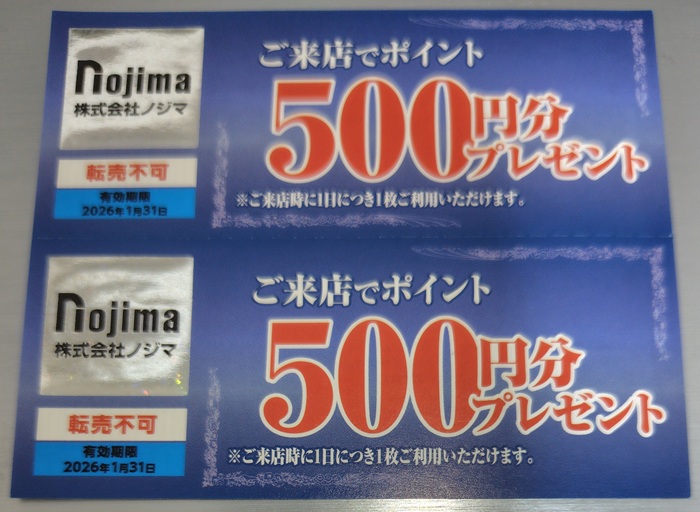 nojima
株式会社ノジマ
転売不可
有効期限
2026年1月31日
ご来店でポイント
500円分
プレゼント
※ご来店時に1日につき1枚ご利用いただけます。
nojima
株式会社ノジマ
転売不可
有効期限
2026年1月31日
ご来店でポイント
500円分
プレゼント
※ご来店時に1日につき1枚ご利用いただけます。